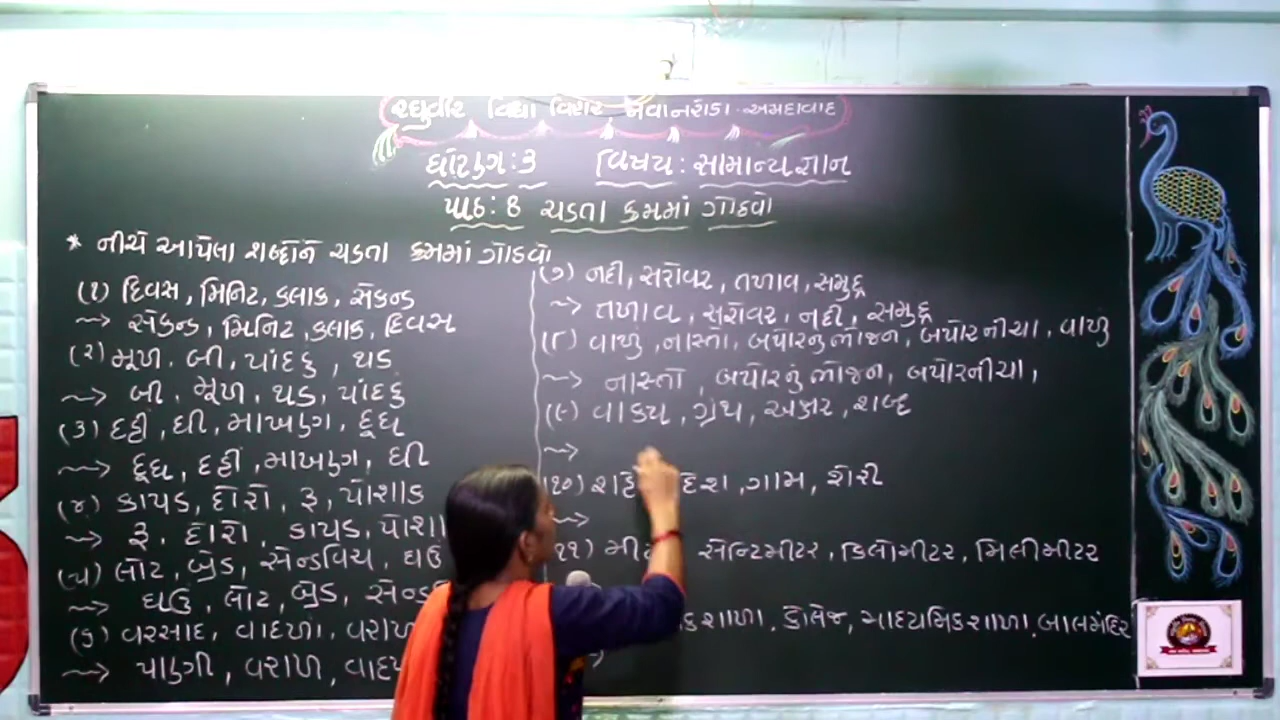 રઘુવીર વિદ્યા વિહાર નવાનરોડા · અમદાવાદ
ધોરણ : ૩ વિષય : સામાન્ય જ્ઞાન
પાઠ : 8 ચડતા ક્રમમાં ગોઠવો
* નીચે આપેલા શબ્દોને ચડતા ક્રમમાં ગોઠવો
(૧) દિવસ, મિનિટ, કલાક, સેકન્ડ
સેકન્ડ, મિનિટ, કલાક, દિવસ
(૨) મૂળ, બી, પાંદડું, થડ
બી, મૂળ, થડ, પાંદડું
(૩) દહીં, ઘી, માખણ, દૂધ
દૂધ, દહીં, માખણ, ઘી
(૪) કાપડ, દોરો, રૂ, પોશાક
રૂ, દોરો, કાપડ, પોશા
(૫) લોટ, બ્રેડ, સેન્ડવિચ, ઘઉં
ઘઉં, લોટ, બ્રેડ, સેન્ડ
(૬) વરસાદ, વાદળા, વરાળ
પાણી, વરાળ, વાદ
(૭) નદી, સરોવર, તળાવ, સમુદ્ર
તળાવ, સરોવર, નદી, સમુદ્ર
(૮) વાળુ, નાસ્તો, બપોરનું ભોજન, બપોરનીચા, વાળુ
નાસ્તો, બપોરનું ભોજન, બપોરનીચા,
(૯) વાક્ય, ગ્રંથ, અક્ષર, શબ્દ
(૧૦) શહે દેશ, ગામ, શેરી
(૧૧) મી સેન્ટિમીટર, કિલોમીટર, મિલીમીટર
કશાળા, કૉલેજ, માધ્યમિકશાળા, બાલમંદિર